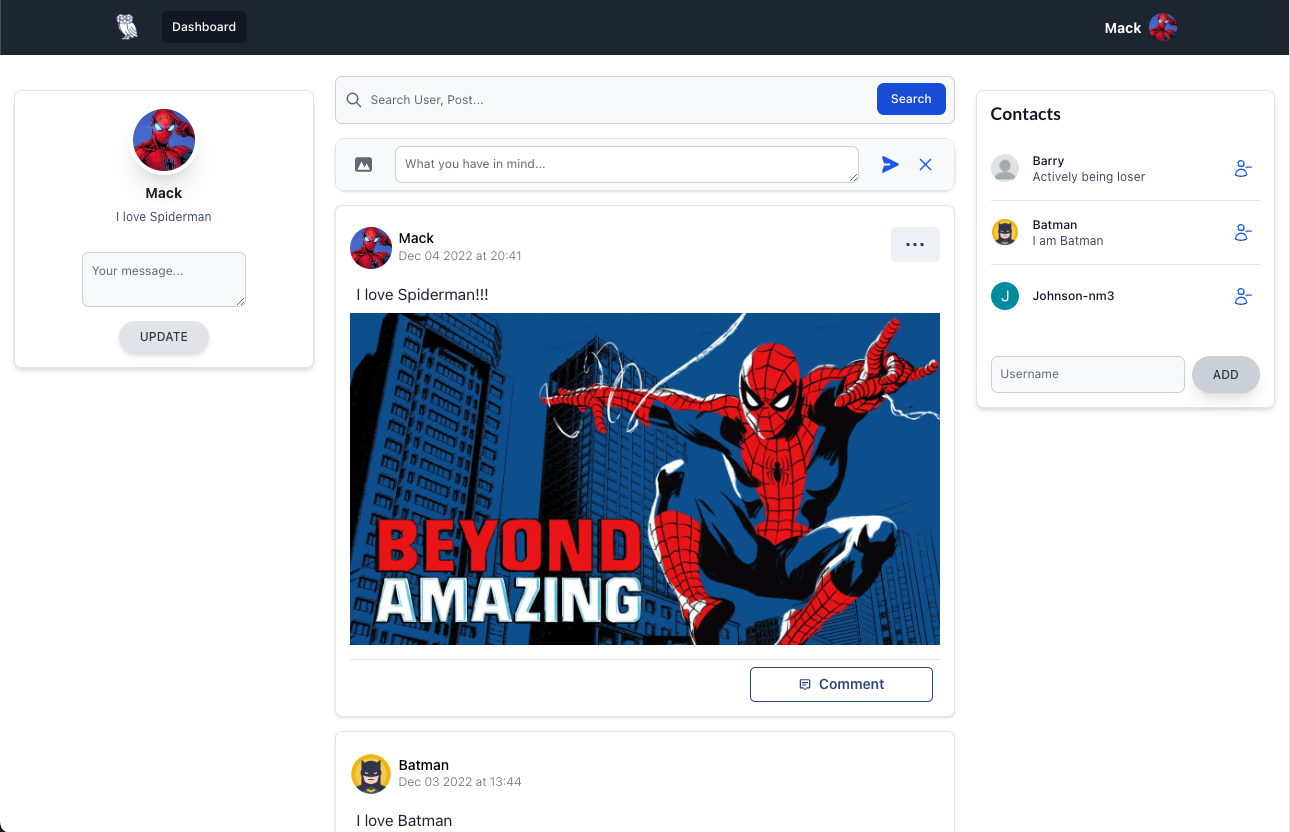 Dashboard
Mack
Mack
I love Spiderman
Your message...
UPDATE
Search User, Post...
Search
What you have in mind...
Mack
Dec 04 2022 at 20:41
...
I love Spiderman!!!
BEYOND
AMAZING
Comment
Batman
Dec 03 2022 at 13:44
I love Batman
Contacts
Barry
Actively being loser
Batman
I am Batman
J
Johnson-nm3
Username
ADD